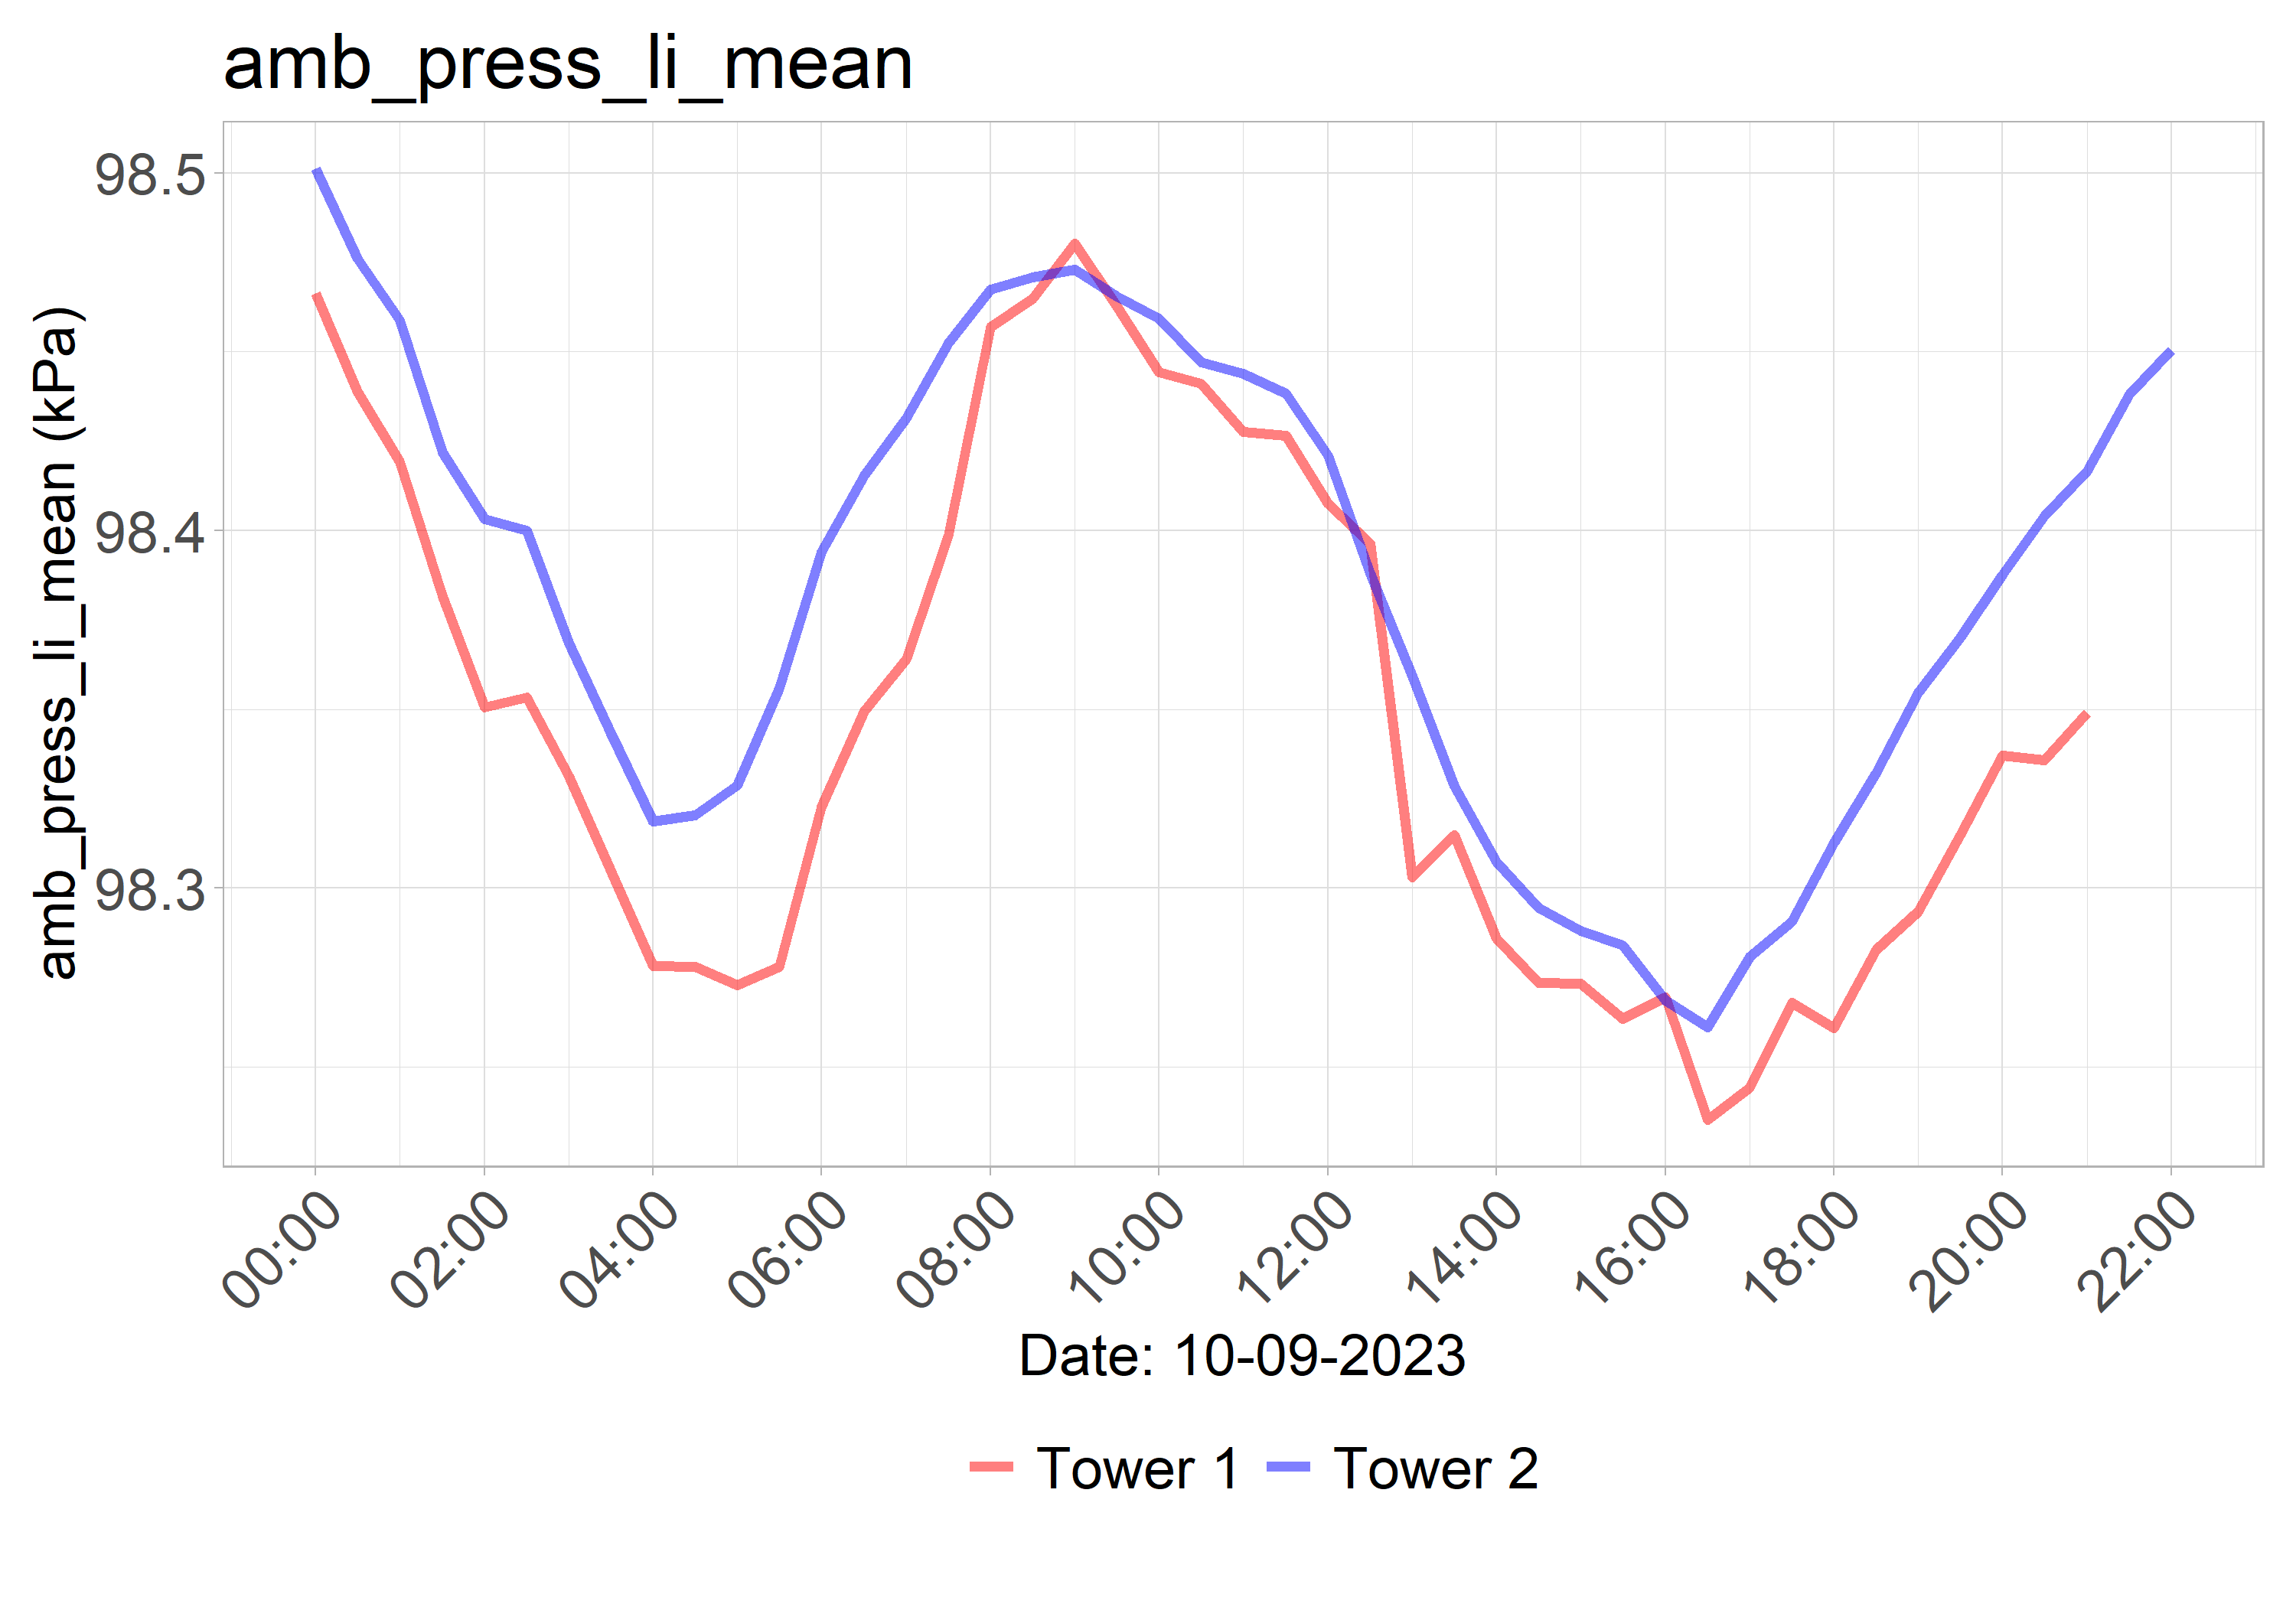 amb_press_li_mean
amb_press_li_mean (kPa)
98.5
98.4
98.3
00:00 02:00 04:00 06:00 08:00 10:00 12:00 14:00 16:00 18:00 20:00 22:00
Date: 10-09-2023
Tower 1 Tower 2